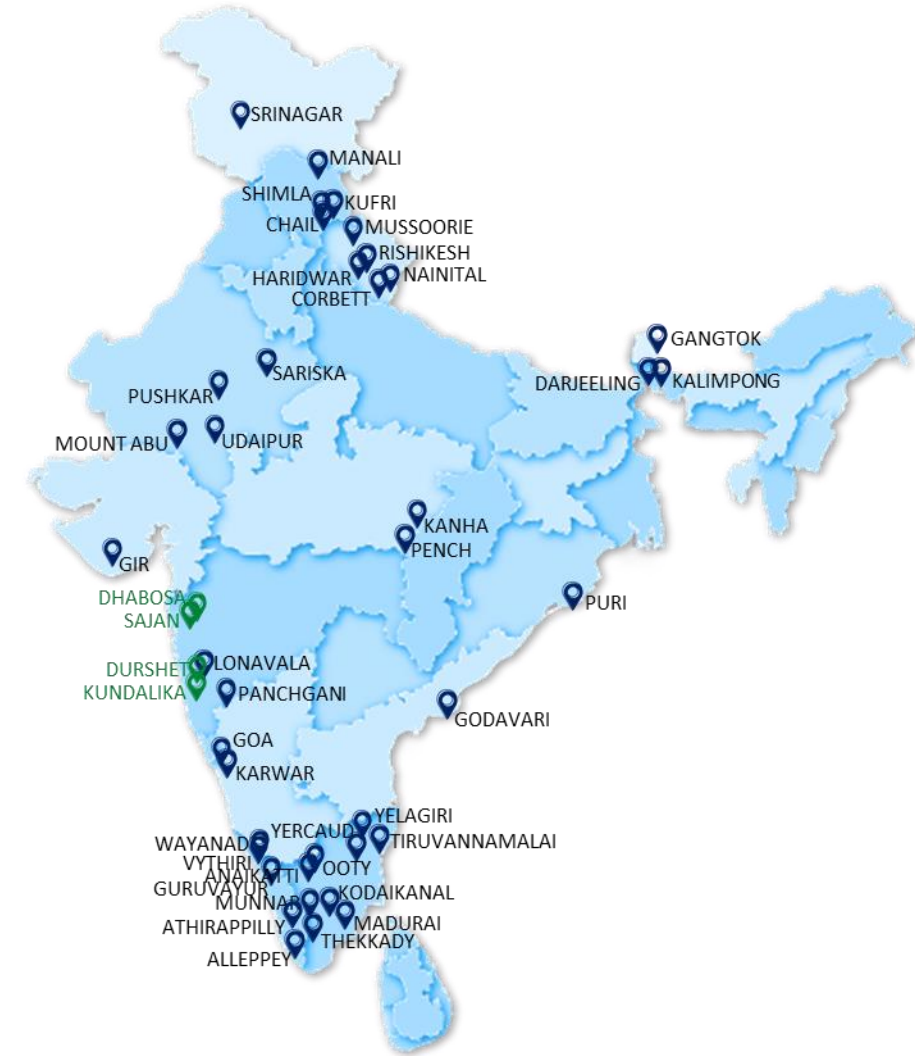 SRINAGAR
MANALI
SHIMLA
KUFRI
CHAIL
MUSSOORIE
RISHIKESH
HARIDWAR
NAINITAL
CORBETT
GANGTOK
SARISKA
DARJEELING
KALIMPONG
PUSHKAR
MOUNT ABU
UDAIPUR
KANHA
PENCH
GIR
DHABOSA
PURI
SAJAN
LONAVALA
DURSHET
KUNDALIKA
PANCHGANI
GODAVARI
GOA
KARWAR
YELAGIRI
YERCAUD
WAYANAD
TIRUVANNAMALAI
VYTHIRI
OOTY
ANAIKATTI
GURUVAYUR
KODAIKANAL
MUNNAR
MADURAI
ATHIRAPPILLY
THEKKADY
ALLEPPEY